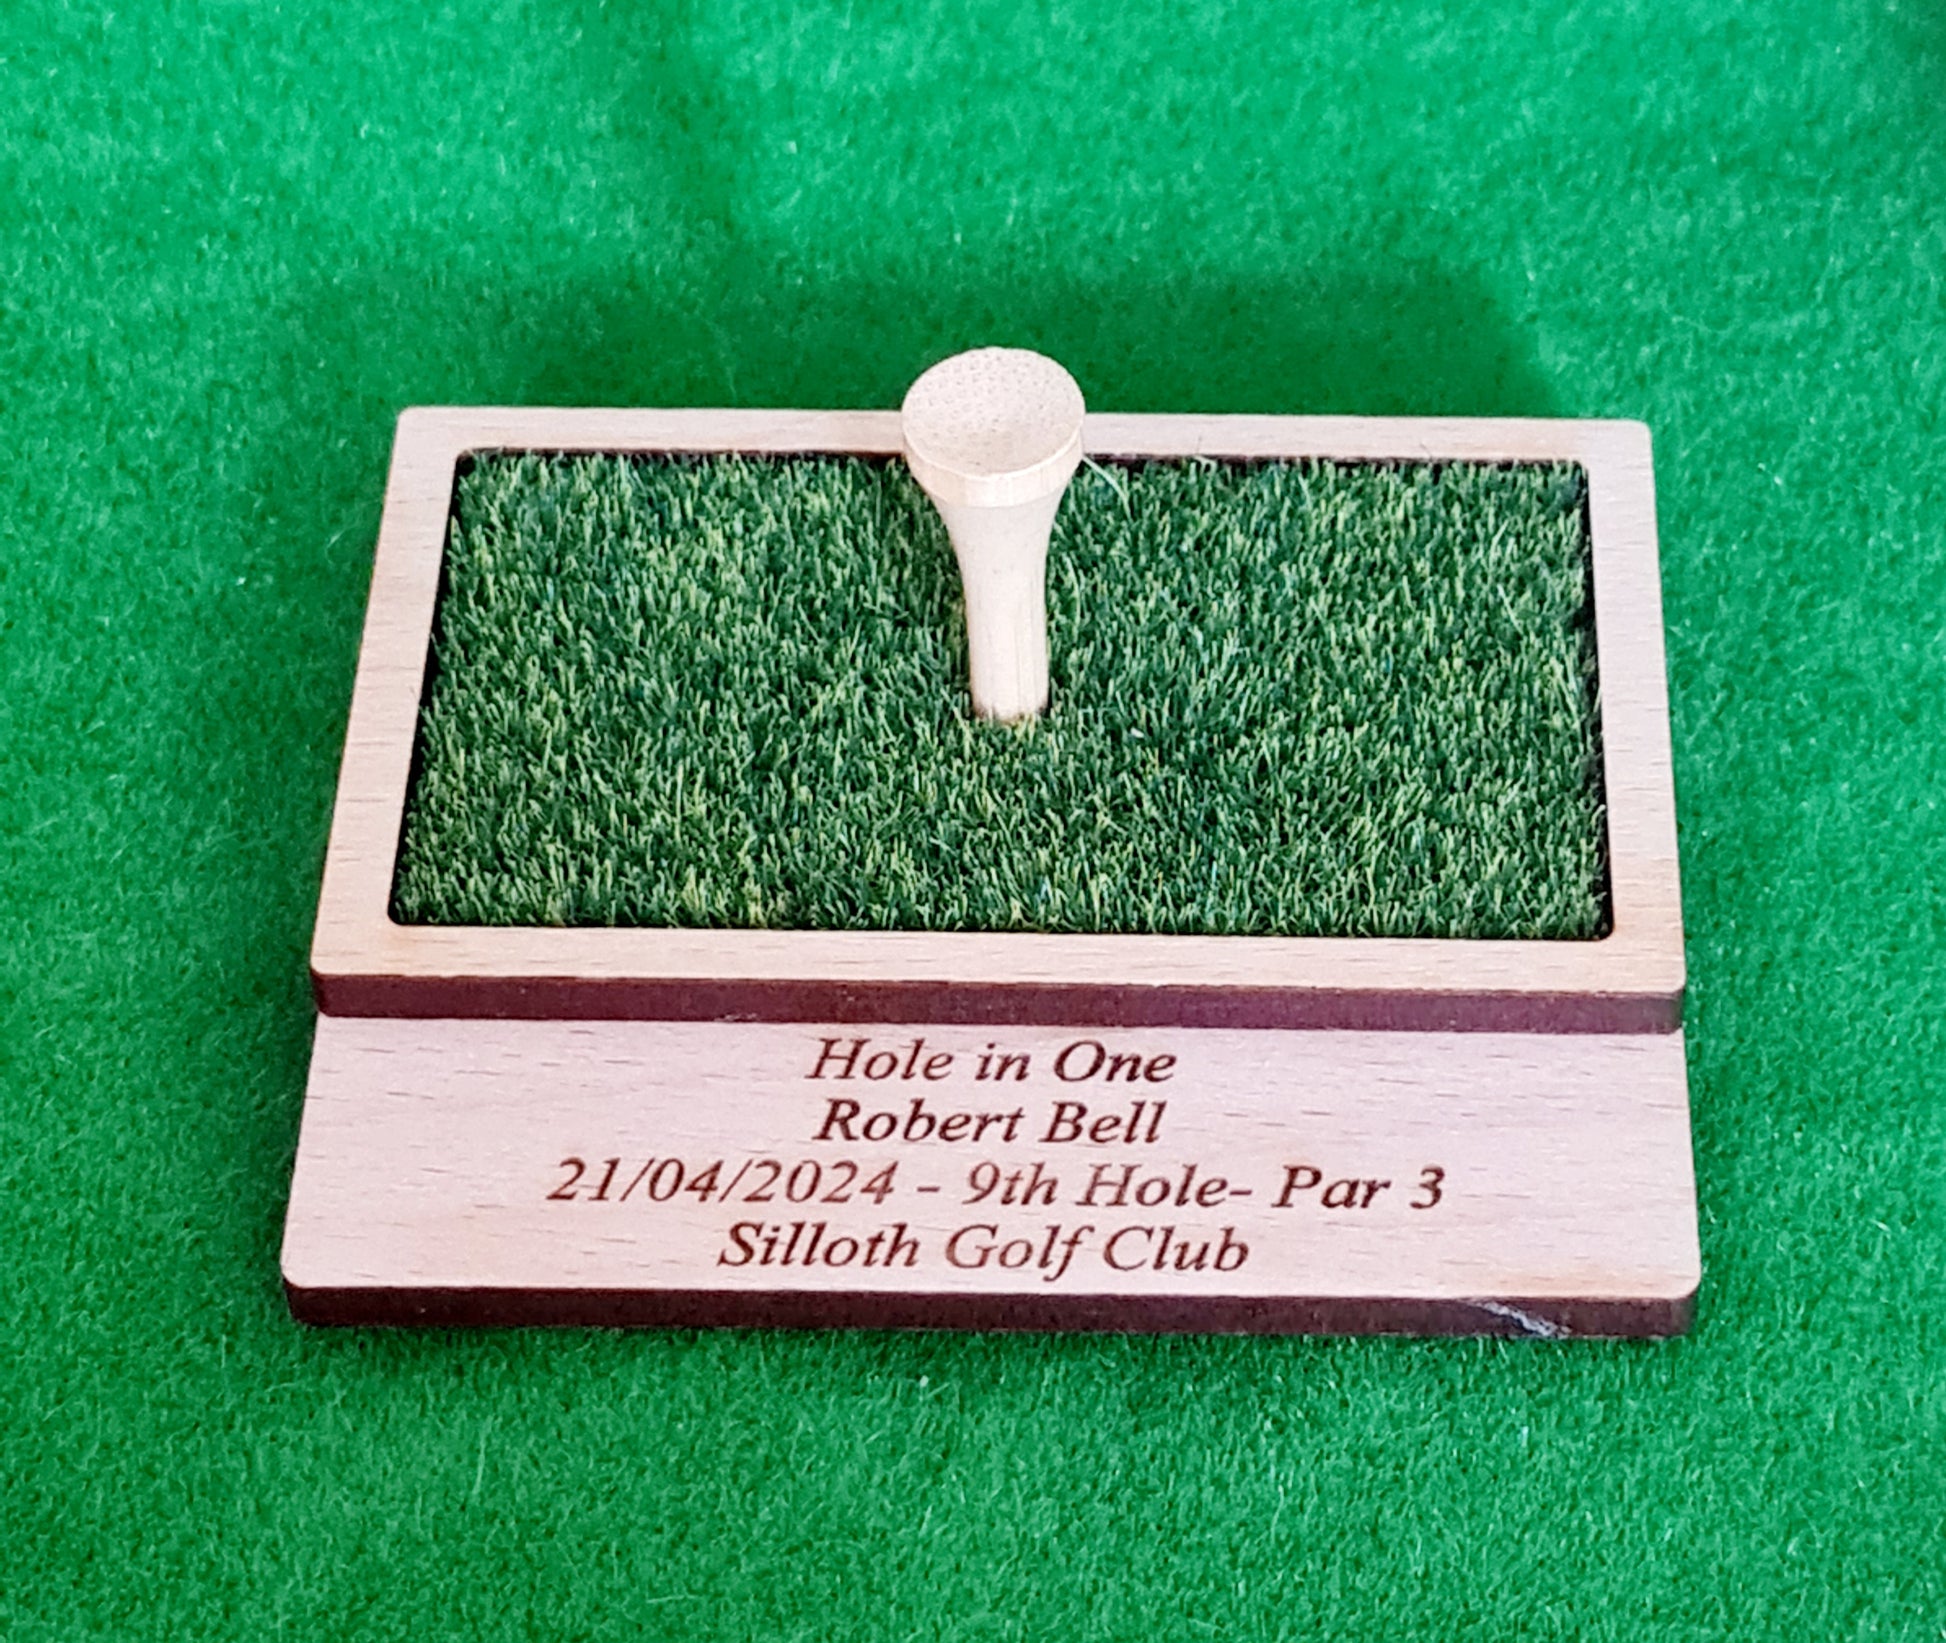 Hole in One
Robert Bell
21/04/2024 - 9th Hole- Par 3
Silloth Golf Club